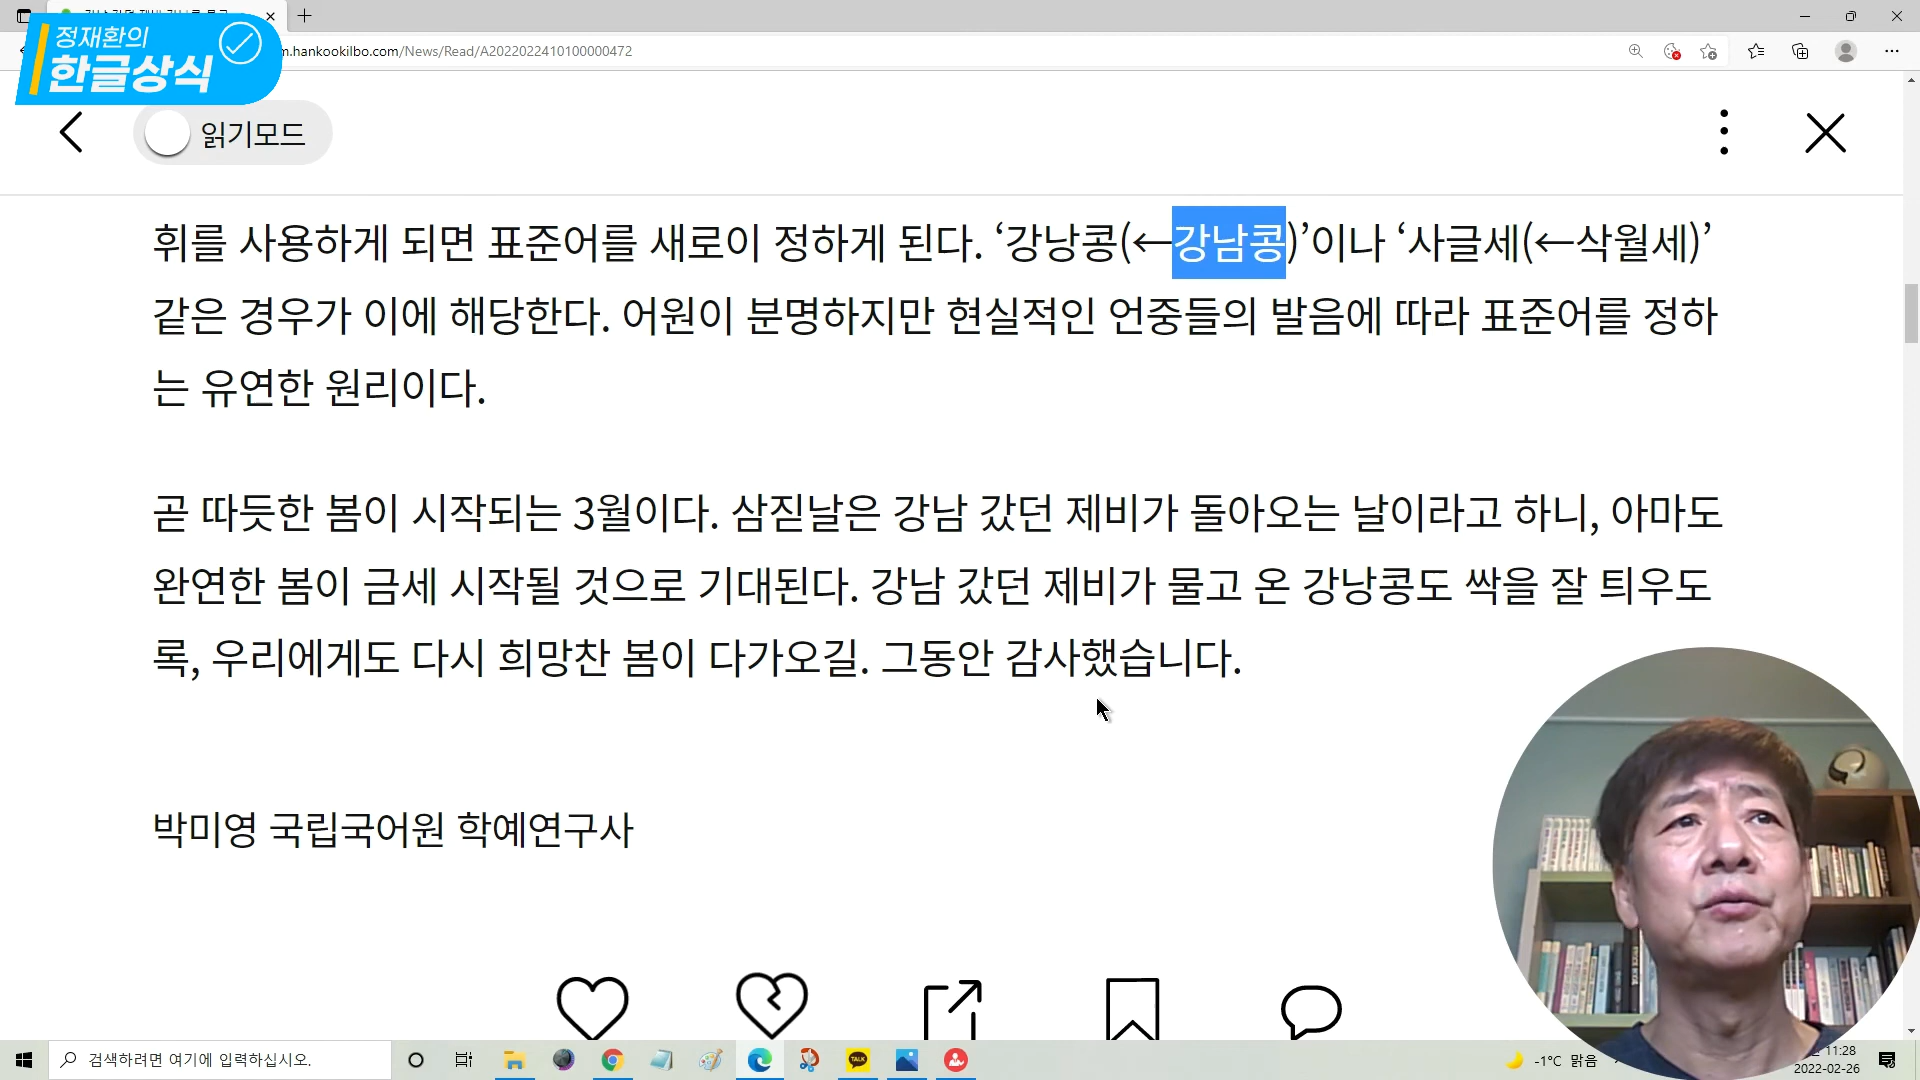 정재환의
한글상식
m.hankookilbo.com/News/Read/A2022022410100000472
읽기모드
휘를 사용하게 되면 표준어를 새로이 정하게 된다. ‘강낭콩(←강남콩)’이나 ‘사글세(←삭월세)’
같은 경우가 이에 해당한다. 어원이 분명하지만 현실적인 언중들의 발음에 따라 표준어를 정하
는 유연한 원리이다.
곧 따듯한 봄이 시작되는 3월이다. 삼짇날은 강남 갔던 제비가 돌아오는 날이라고 하니, 아마도
완연한 봄이 금세 시작될 것으로 기대된다. 강남 갔던 제비가 물고 온 강낭콩도 싹을 잘 틔우도
록, 우리에게도 다시 희망찬 봄이 다가오길. 그동안 감사했습니다.
박미영 국립국어원 학예연구사
검색하려면 여기에 입력하십시오.
TALK
-1°C 맑음
11:28
2022-02-26